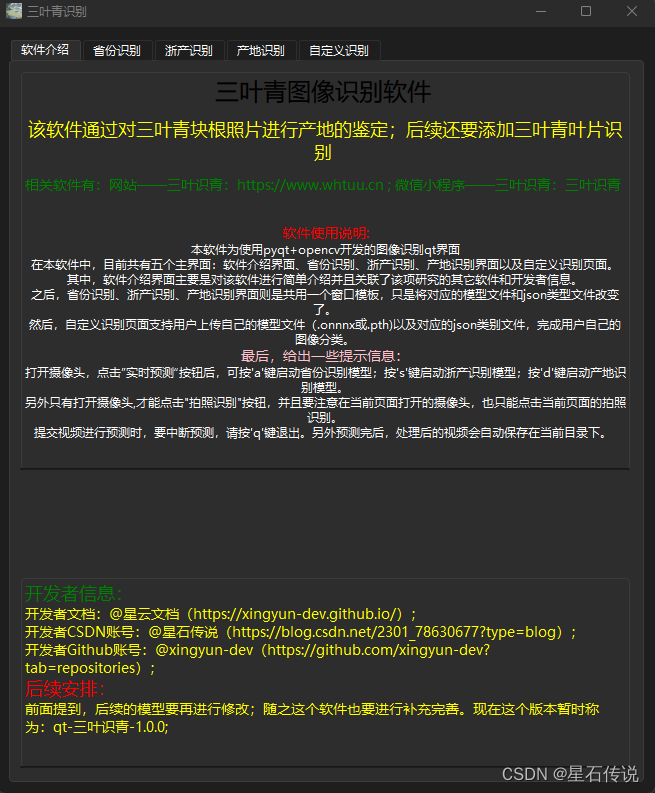 三叶青识别
软件介绍 省份识别 浙产识别 产地识别 自定义识别
三叶青图像识别软件
该软件通过对三叶青块根照片进行产地的鉴定；后续还要添加三叶青叶片识
别
相关软件有：网站——三叶识青：https://www.whtuu.cn ; 微信小程序——三叶识青：三叶识青
软件使用说明:
本软件为使用pyqt+opencv开发的图像识别qt界面
在本软件中，目前共有五个主界面：软件介绍界面、省份识别、浙产识别、产地识别界面以及自定义识别页面。
其中，软件介绍界面主要是对该软件进行简单介绍并且关联了该项研究的其它软件和开发者信息。
之后，省份识别、浙产识别、产地识别界面则是共用一个窗口模板，只是将对应的模型文件和json类型文件改变
了。
然后，自定义识别页面支持用户上传自己的模型文件（.onnnx或.pth)以及对应的json类别文件，完成用户自己的
图像分类。
最后，给出一些提示信息：
打开摄像头，点击"实时预测"按钮后，可按'a'键启动省份识别模型；按's'键启动浙产识别模型；按'd'键启动产地识
别模型。
另外只有打开摄像头,才能点击"拍照识别"按钮，并且要注意在当前页面打开的摄像头，也只能点击当前页面的拍照
识别。
提交视频进行预测时，要中断预测，请按'q'键退出。另外预测完后，处理后的视频会自动保存在当前目录下。
开发者信息：
开发者文档：@星云文档（https://xingyun-dev.github.io/）;
开发者CSDN账号：@星石传说（https://blog.csdn.net/2301_78630677?type=blog）;
开发者Github账号：@xingyun-dev（https://github.com/xingyun-dev?
tab=repositories）;
后续安排：
前面提到，后续的模型要再进行修改；随之这个软件也要进行补充完善。现在这个版本暂时称
为：qt-三叶识青-1.0.0;
CSDN @星石传说